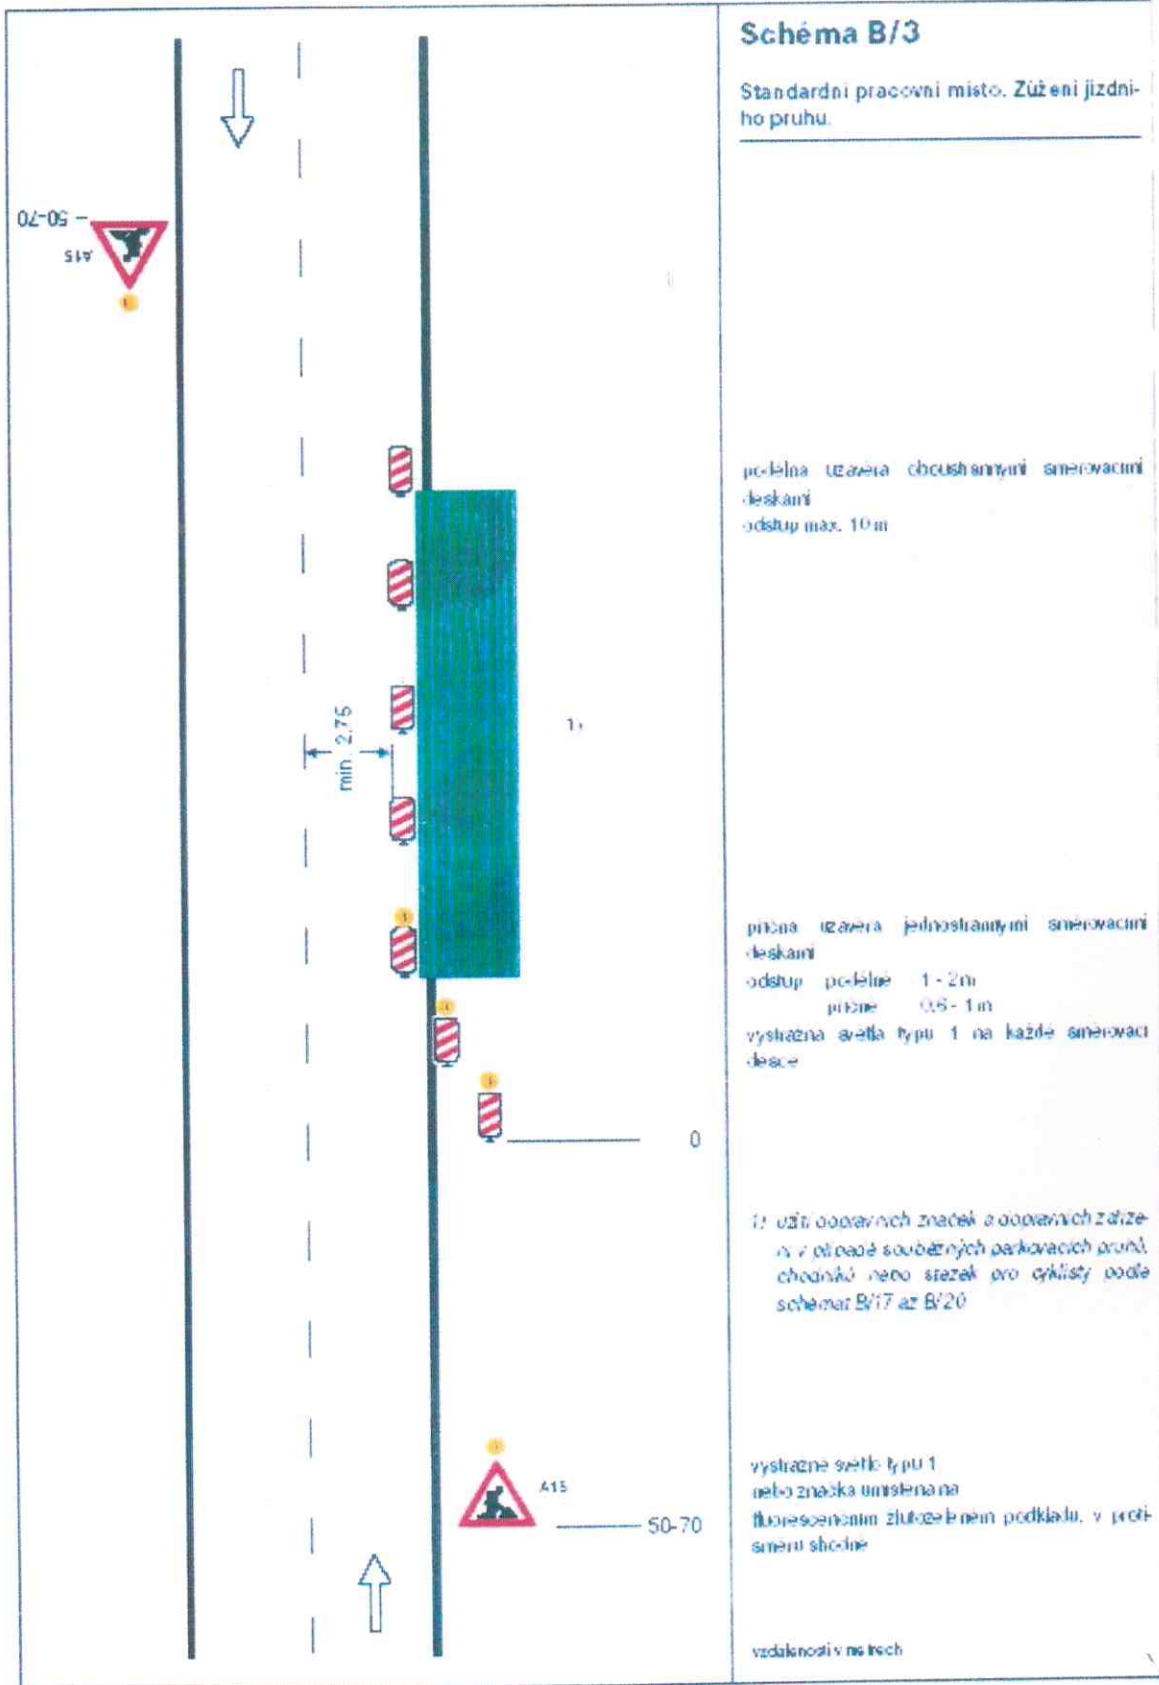 Schéma B/3
Standardní pracovní místo. Zúžení jízdní-
ho pruhu.
50-70
A15
podélná uzávěra oboustrannými směrovacími
deskami
odstup max. 10 m
min. 2,75
1)
příčná uzávěra jednostrannými směrovacími
deskami
odstup podélně 1 - 2 m
příčně 0,6 - 1 m
výstražná světla typu 1 na každé směrovací
desce
0
1) užití dopravních značek a dopravních zaříze-
ní v případě souběžných parkovacích pruhů,
chodníků nebo stezek pro cyklisty podle
schémat B/17 až B/20
A15
50-70
výstražné světlo typu 1
nebo značka umístěna na
fluorescenčním žlutozeleném podkladu, v proti-
směru shodně
vzdálenosti v metrech